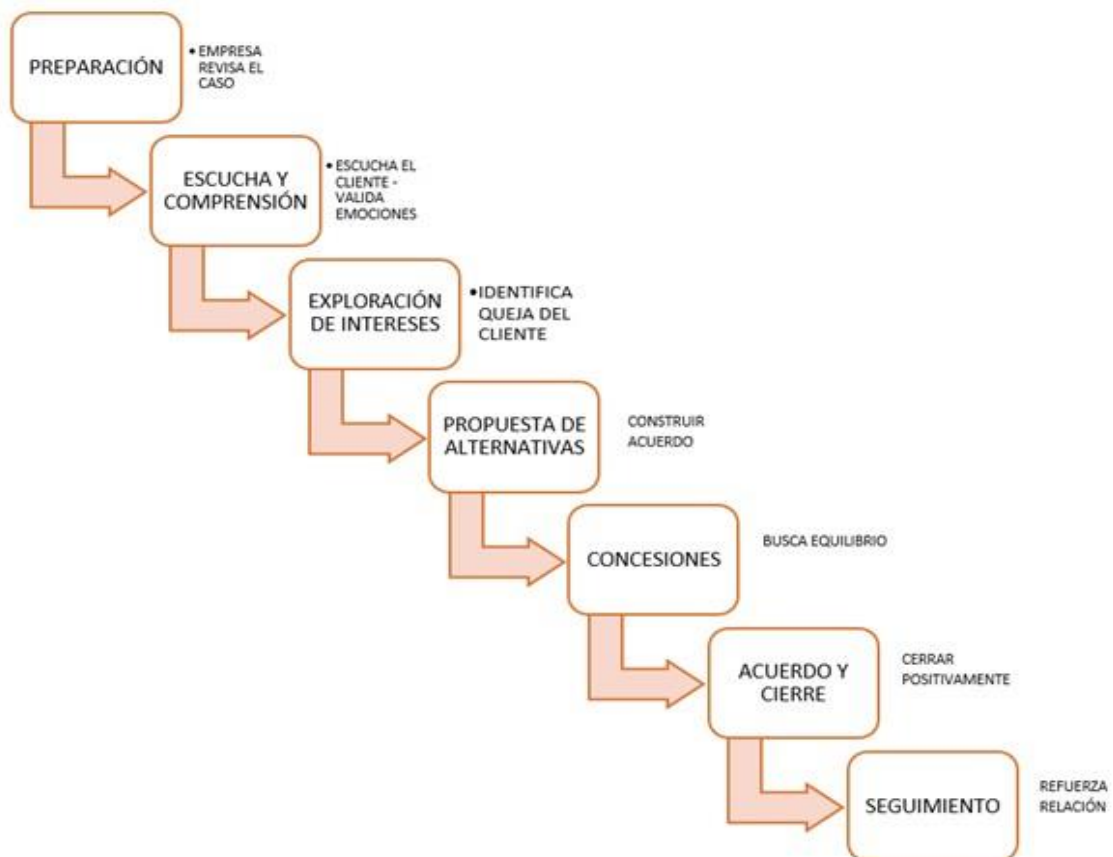 PREPARACIÓN
• EMPRESA
REVISA EL
CASO
ESCUCHA Y
COMPRENSIÓN
• ESCUCHA EL
CLIENTE -
VALIDA
EMOCIONES
EXPLORACIÓN
DE INTERESES
•IDENTIFICA
QUEJA DEL
CLIENTE
PROPUESTA DE
ALTERNATIVAS
CONSTRUIR
ACUERDO
CONCESIONES
BUSCA EQUILIBRIO
ACUERDO Y
CIERRE
CERRAR
POSITIVAMENTE
SEGUIMIENTO
REFUERZA
RELACIÓN